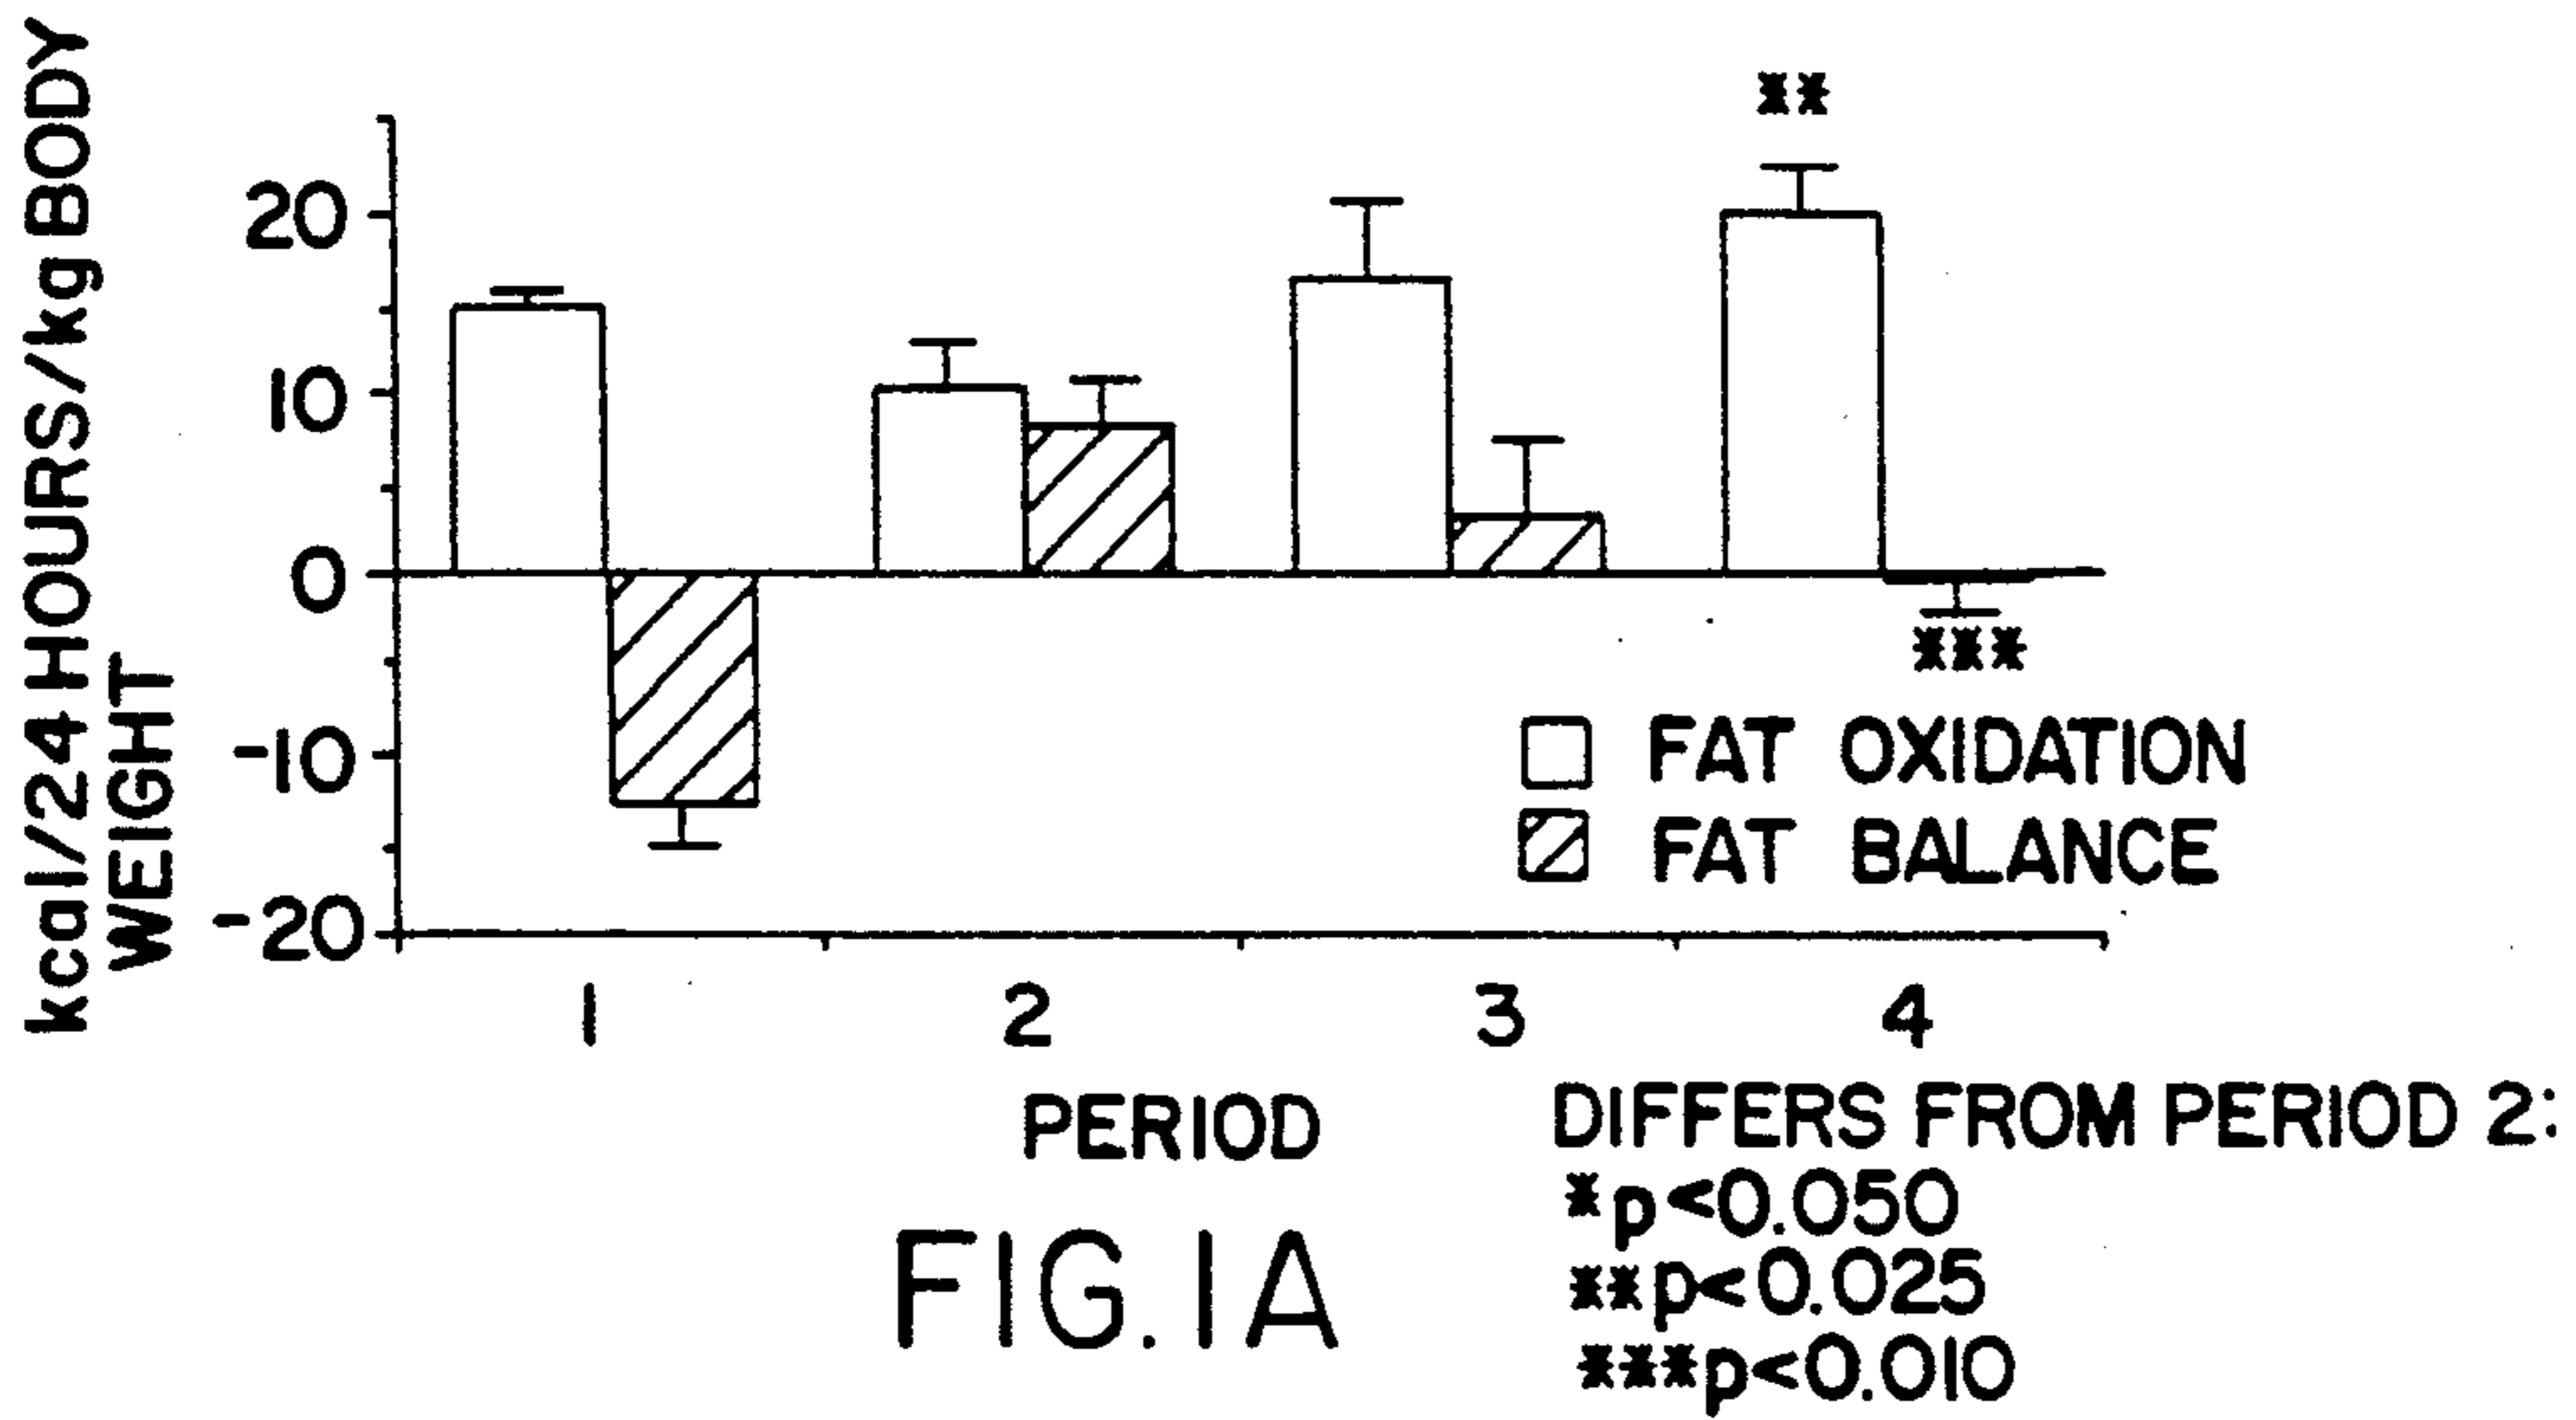 kcal/24 HOURS/kg BODY
WEIGHT
**
20
10
0
***
-10
-20
FAT OXIDATION
FAT BALANCE
1 2 3 4
PERIOD
DIFFERS FROM PERIOD 2:
*p<0.050
**p<0.025
***p<0.010
FIG.1A